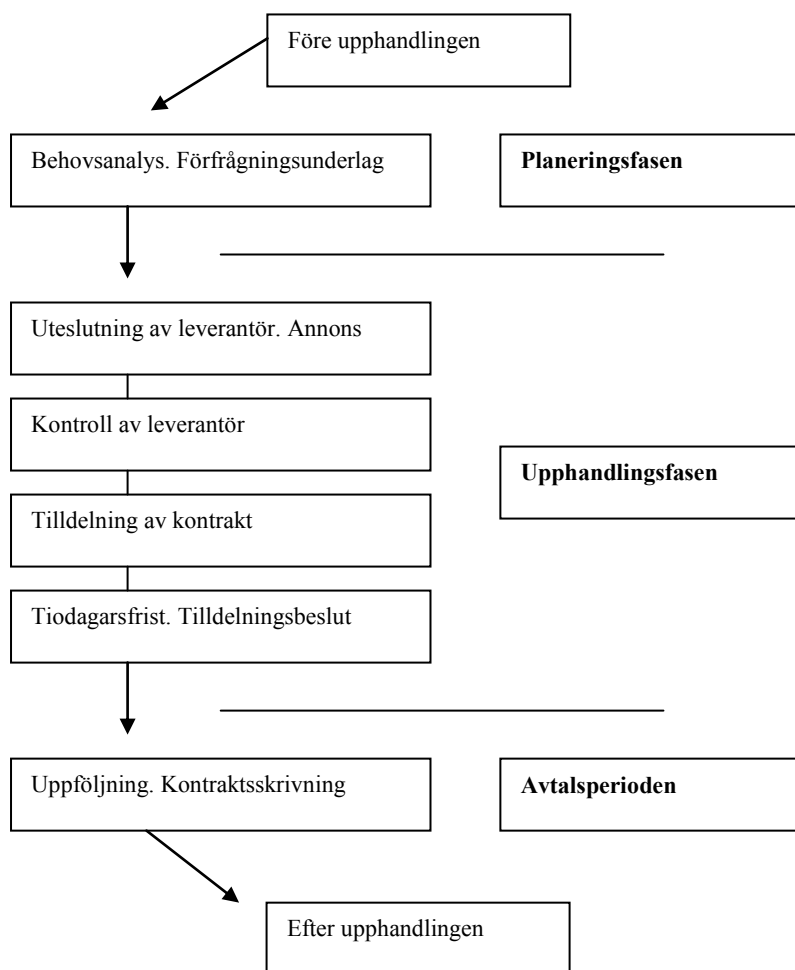 Före upphandlingen
Behovsanalys. Förfrågningsunderlag
Planeringsfasen
Uteslutning av leverantör. Annons
Kontroll av leverantör
Upphandlingsfasen
Tilldelning av kontrakt
Tiodagarsfrist. Tilldelningsbeslut
Uppföljning. Kontraktsskrivning
Avtalsperioden
Efter upphandlingen